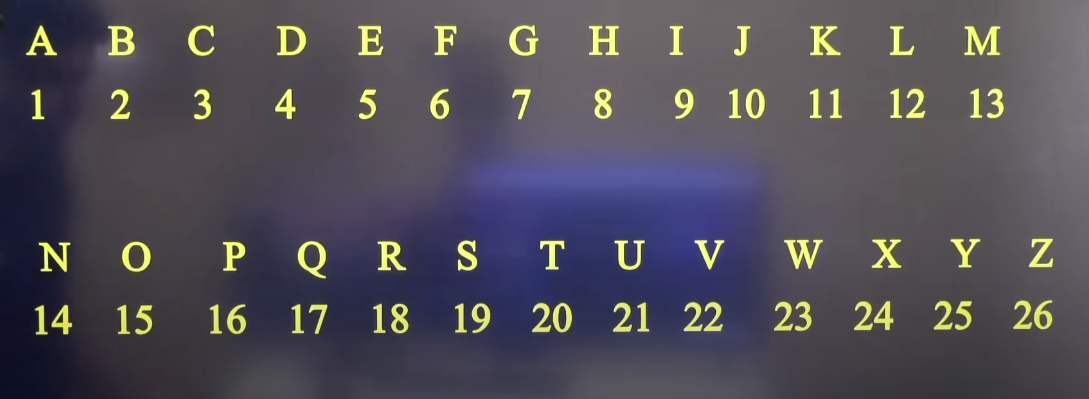 A B C D E F G H I J K L M
1 2 3 4 5 6 7 8 9 10 11 12 13
N O P Q R S T U V W X Y Z
14 15 16 17 18 19 20 21 22 23 24 25 26